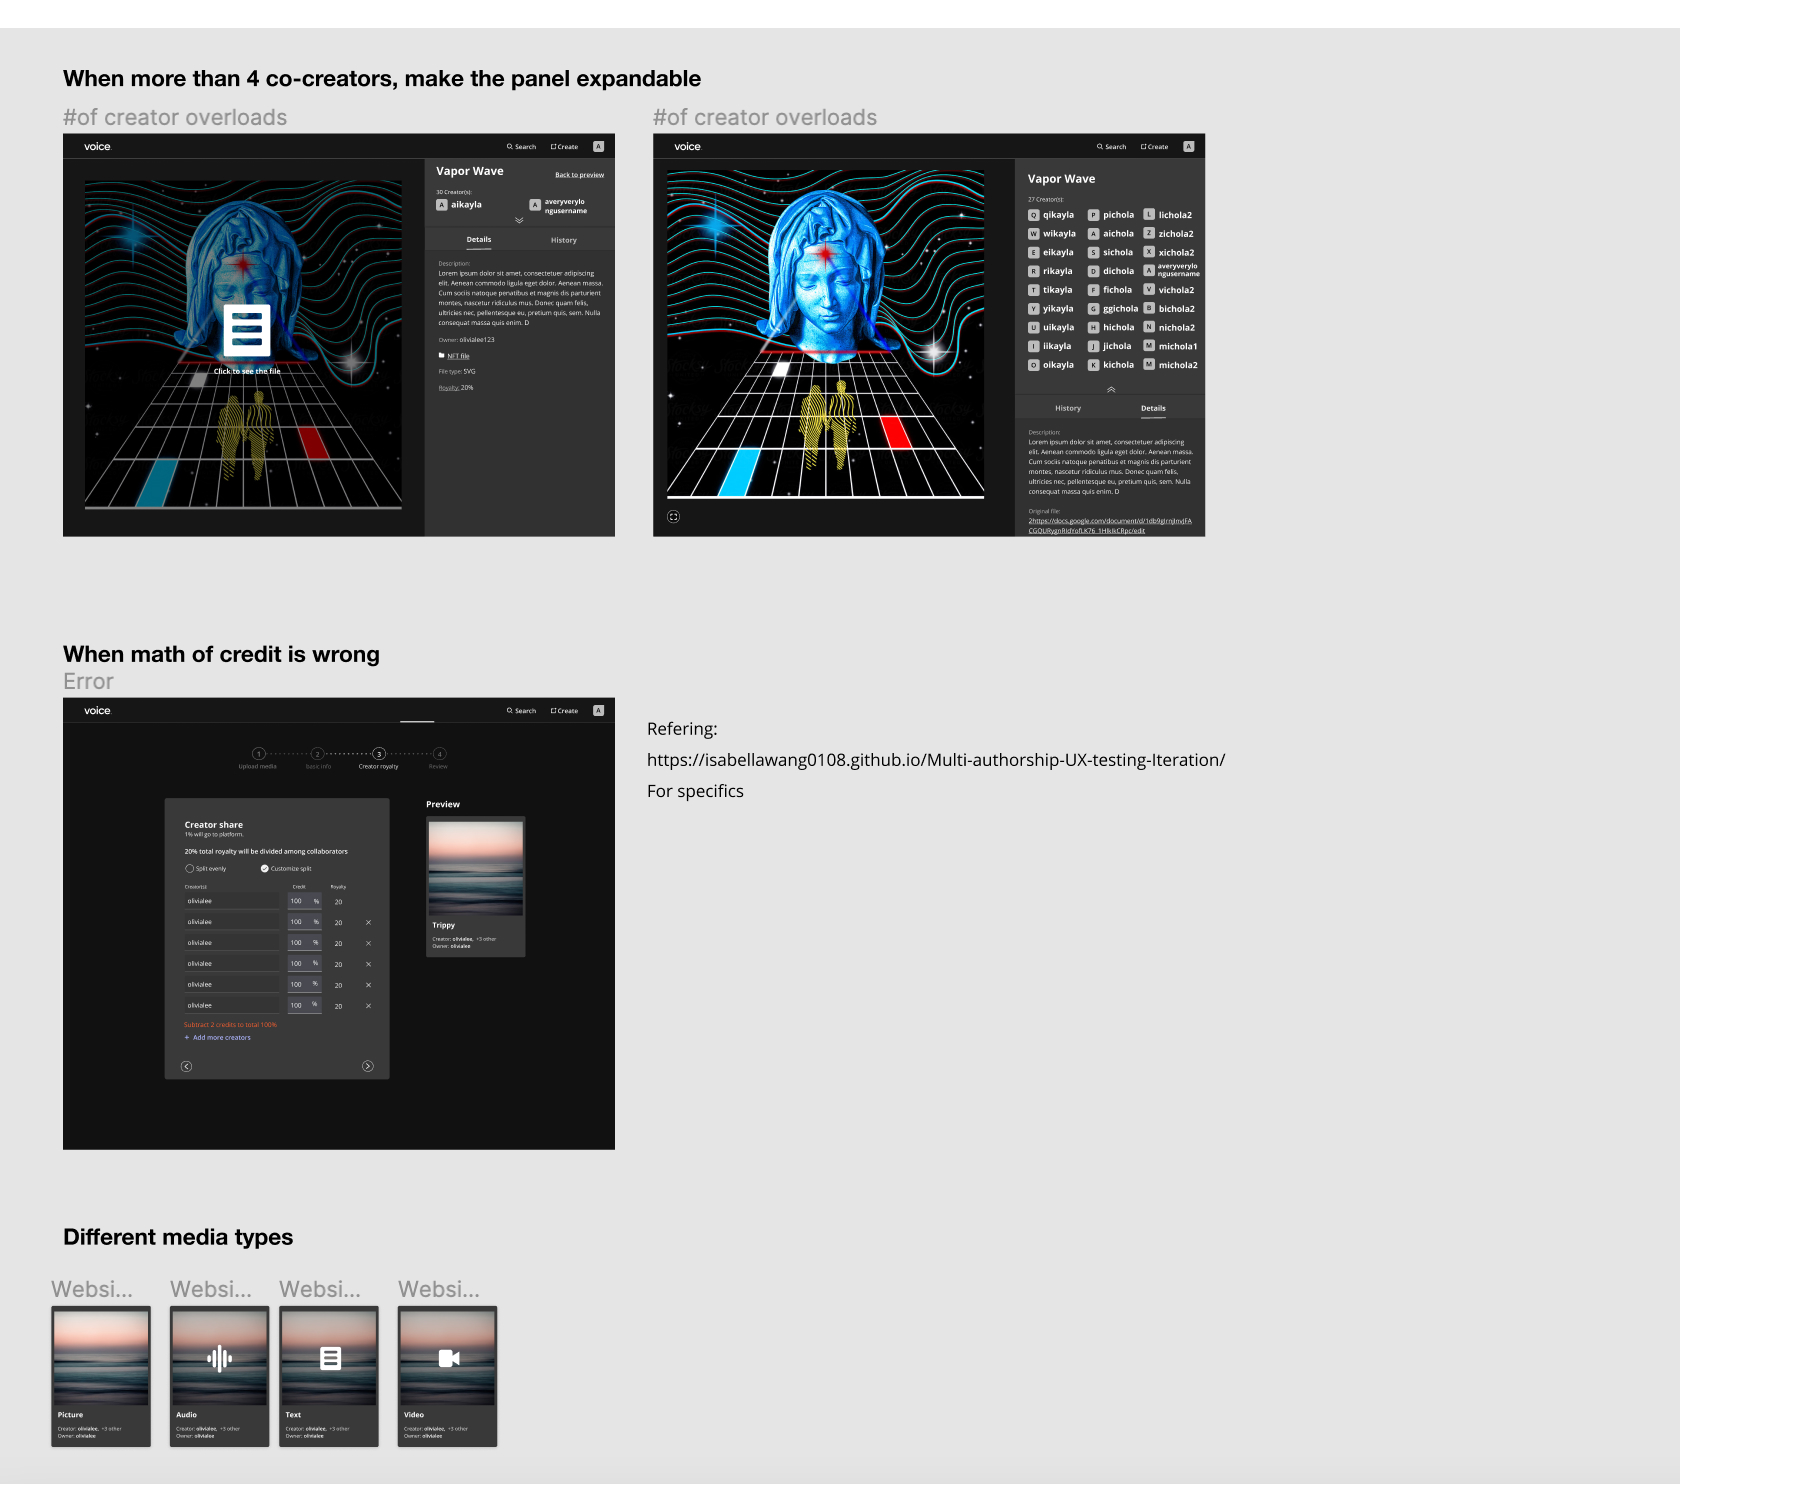 When more than 4 co-creators, make the panel expandable
#of creator overloads
voice
Search
Create
A
Vapor Wave
Back to preview
30 Creator(s):
A aikayla
A averyverylo
ngusername
Details
History
Description:
Lorem ipsum dolor sit amet, consectetuer adipiscing
elit. Aenean commodo ligula eget dolor. Aenean massa.
Cum sociis natoque penatibus et magnis dis parturient
montes, nascetur ridiculus mus. Donec quam felis,
ultricies nec, pellentesque eu, pretium quis, sem. Nulla
consequat massa quis enim. D
Owner: olivialee123
NFT file
File type: SVG
Royalty: 20%
Click to see the file
#of creator overloads
voice
Search
Create
A
Vapor Wave
27 Creator(s):
Q qikayla P pichola L lichola2
W wikayla A aichola Z zichola2
E eikayla S sichola X xichola2
R rikayla D dichola A averyverylo
ngusername
T tikayla F fichola V vichola2
Y yikayla G ggichola B bichola2
U uikayla H hichola N nichola2
I iikayla J jichola M michola1
O oikayla K kichola M michola2
History
Details
Description:
Lorem ipsum dolor sit amet, consectetuer adipiscing
elit. Aenean commodo ligula eget dolor. Aenean massa.
Cum sociis natoque penatibus et magnis dis parturient
montes, nascetur ridiculus mus. Donec quam felis,
ultricies nec, pellentesque eu, pretium quis, sem. Nulla
consequat massa quis enim. D
Original file:
When math of credit is wrong
Error
voice
Search
Create
A
1 2 3 4
Upload media
basic info
Creator royalty
Review
Creator share
1% will go to platform.
20% total royalty will be divided among collaborators
Split evenly
Customize split
Creator(s)
Credit
Royalty
olivialee 100 % 20
olivialee 100 % 20 ×
olivialee 100 % 20 ×
olivialee 100 % 20 ×
olivialee 100 % 20 ×
olivialee 100 % 20 ×
Subtract 2 credits to total 100%
+ Add more creators
Preview
Trippy
Creator: olivialee, +3 other
Owner: olivialee
Refering:
https://isabellawang0108.github.io/Multi-authorship-UX-testing-Iteration/
For specifics
Different media types
Websi...
Websi...
Websi...
Websi...
Picture
Creator: olivialee, +3 other
Owner: olivialee
Audio
Creator: olivialee, +3 other
Owner: olivialee
Text
Creator: olivialee, +3 other
Owner: olivialee
Video
Creator: olivialee, +3 other
Owner: olivialee